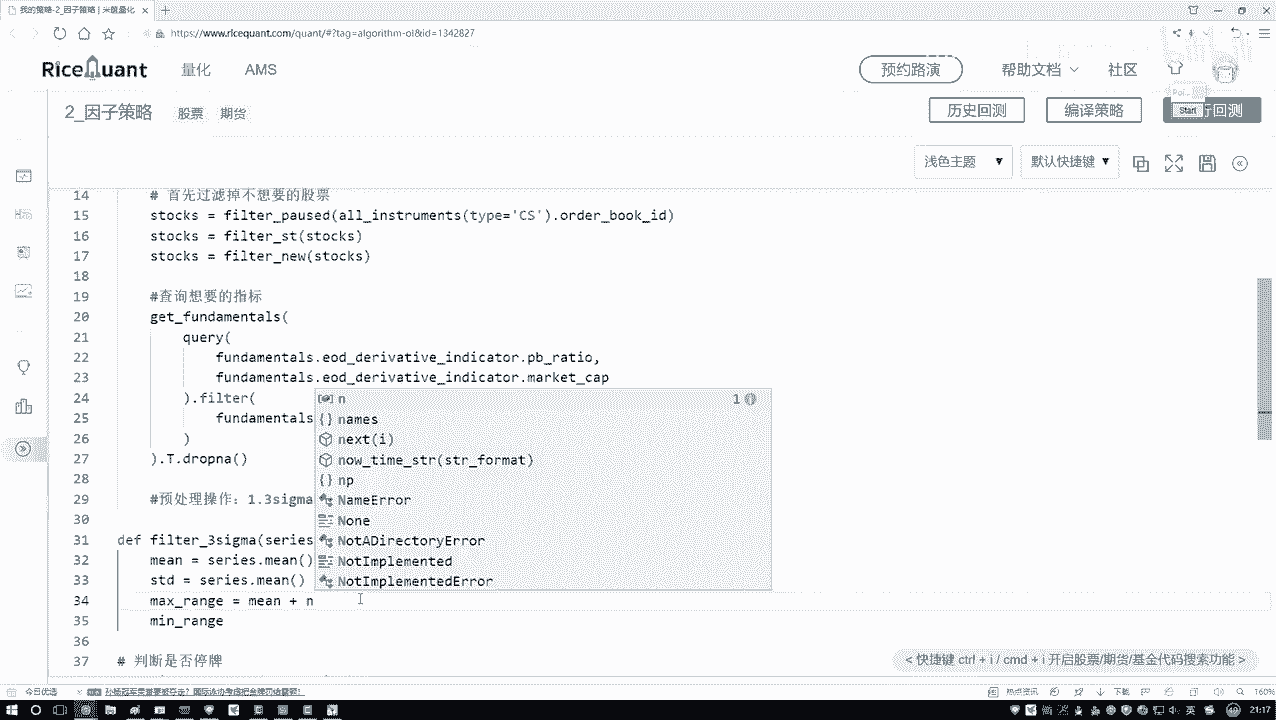 我的策略-2_因子策略 | 米筐量化
https://www.ricequant.com/quant/#?tag=algorithm-ol&id=1342827
RiceQuant 量化 AMS 预约路演 帮助文档 社区
2_因子策略 股票 期货 历史回测 编译策略 行回测
Start
浅色主题 默认快捷键
14 # 首先过滤掉不想要的股票
15 stocks = filter_paused(all_instruments(type='CS').order_book_id)
16 stocks = filter_st(stocks)
17 stocks = filter_new(stocks)
18
19 #查询想要的指标
20 get_fundamentals(
21 query(
22 fundamentals.eod_derivative_indicator.pb_ratio,
23 fundamentals.eod_derivative_indicator.market_cap
24 ).filter(
25 fundamentals
26 )
27 ).T.dropna()
28
29 #预处理操作：1.3sigma
30
31 def filter_3sigma(series
32 mean = series.mean()
33 std = series.mean()
34 max_range = mean + n
35 min_range
36
37 # 判断是否停牌
n 1
names
next(i)
now_time_str(str_format)
np
NameError
None
NotADirectoryError
NotImplemented
NotImplementedError
< 快捷键 ctrl + i / cmd + i 开启股票/期货/基金代码搜索功能 >
今日优选
热点资讯 下载 160%
英 21:17